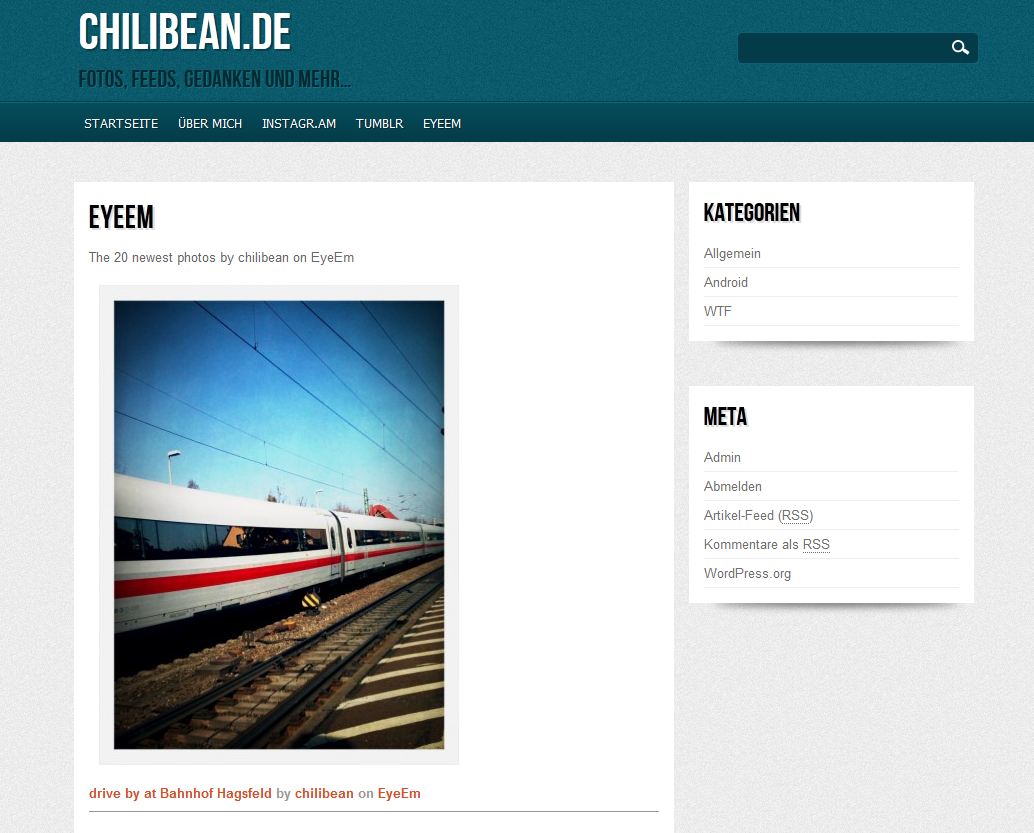 CHILIBEAN.DE
FOTOS, FEEDS, GEDANKEN UND MEHR...
STARTSEITE ÜBER MICH INSTAGR.AM TUMBLR EYEEM
EYEEM
The 20 newest photos by chilibean on EyeEm
drive by at Bahnhof Hagsfeld by chilibean on EyeEm
KATEGORIEN
Allgemein
Android
WTF
META
Admin
Abmelden
Artikel-Feed (RSS)
Kommentare als RSS
WordPress.org